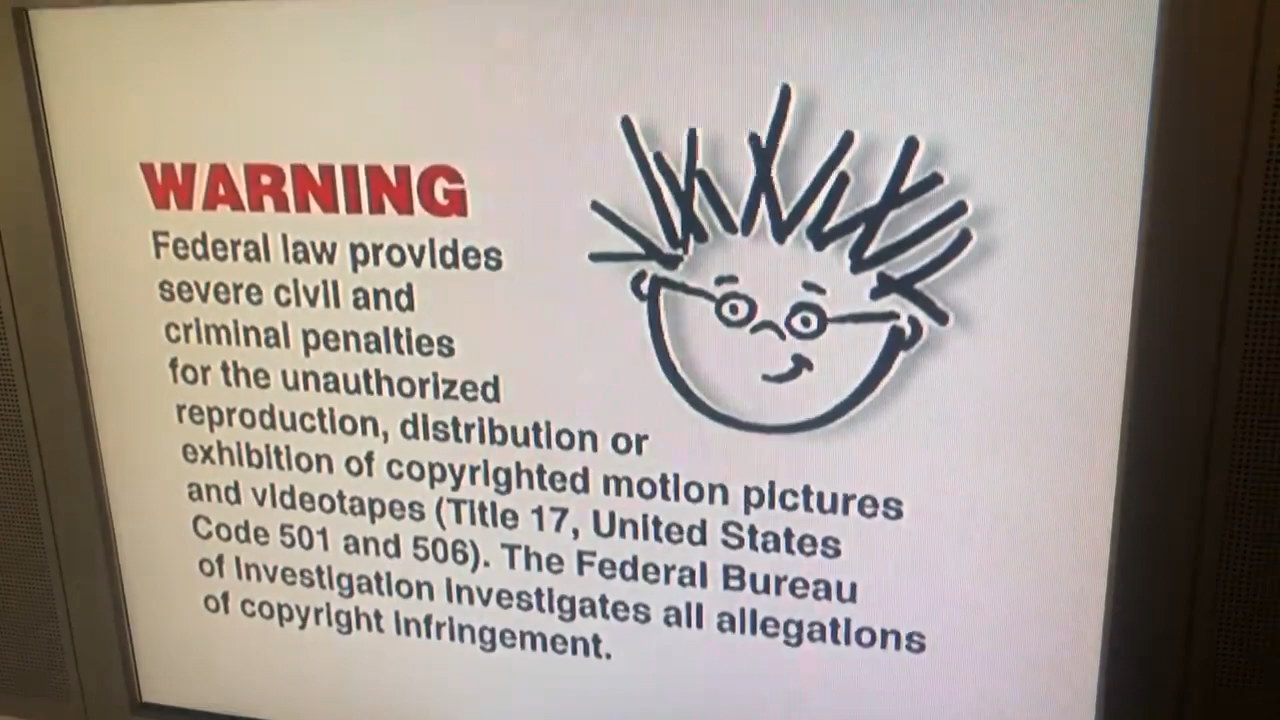 WARNING
Federal law provides
severe civil and
criminal penalties
for the unauthorized
reproduction, distribution or
exhibition of copyrighted motion pictures
and videotapes (Title 17, United States
Code 501 and 506). The Federal Bureau
of Investigation investigates all allegations
of copyright infringement.